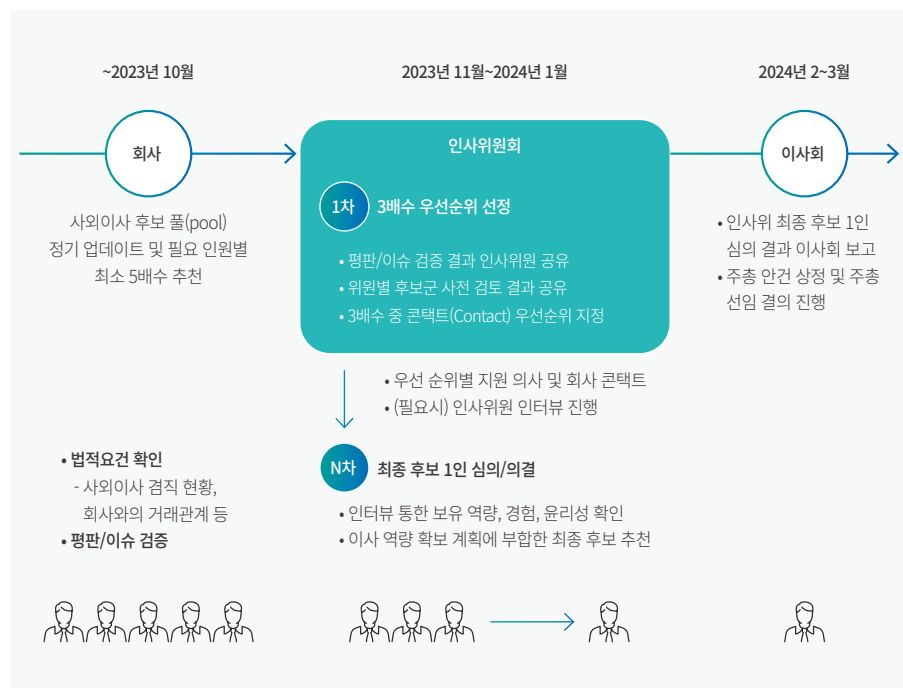 ~2023년 10월
회사
사외이사 후보 풀(pool)
정기 업데이트 및 필요 인원별
최소 5배수 추천
• 법적요건 확인
- 사외이사 겸직 현황,
회사와의 거래관계 등
• 평판/이슈 검증
2023년 11월~2024년 1월
인사위원회
1차 3배수 우선순위 선정
• 평판/이슈 검증 결과 인사위원 공유
• 위원별 후보군 사전 검토 결과 공유
• 3배수 중 콘택트(Contact) 우선순위 지정
• 우선 순위별 지원 의사 및 회사 콘택트
• (필요시) 인사위원 인터뷰 진행
N차 최종 후보 1인 심의/의결
• 인터뷰 통한 보유 역량, 경험, 윤리성 확인
• 이사 역량 확보 계획에 부합한 최종 후보 추천
2024년 2~3월
이사회
• 인사위 최종 후보 1인
심의 결과 이사회 보고
• 주총 안건 상정 및 주총
선임 결의 진행